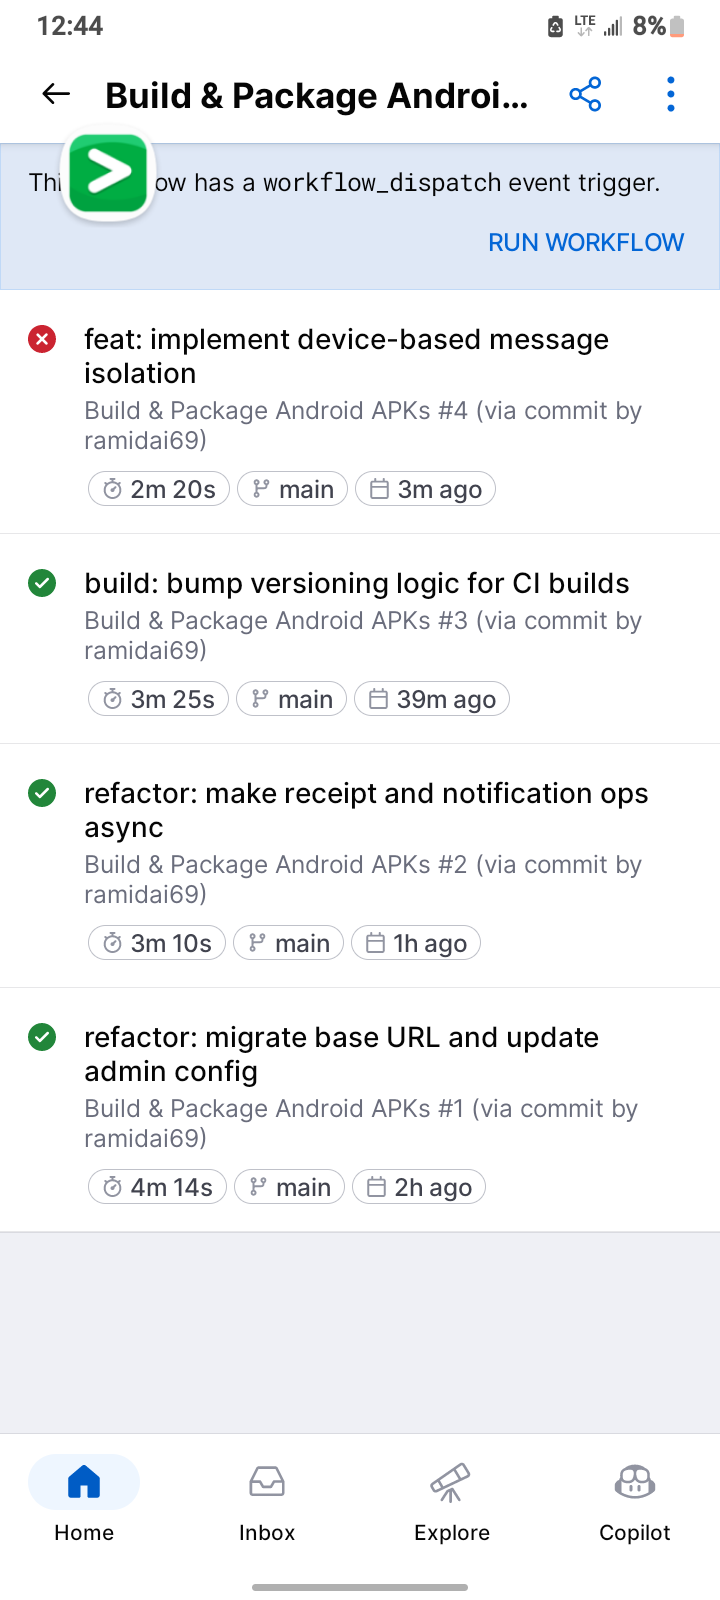 12:44
LTE
8%
Build & Package Androi...
Thi ow has a workflow_dispatch event trigger.
RUN WORKFLOW
feat: implement device-based message
isolation
Build & Package Android APKs #4 (via commit by
ramidai69)
2m 20s main 3m ago
build: bump versioning logic for CI builds
Build & Package Android APKs #3 (via commit by
ramidai69)
3m 25s main 39m ago
refactor: make receipt and notification ops
async
Build & Package Android APKs #2 (via commit by
ramidai69)
3m 10s main 1h ago
refactor: migrate base URL and update
admin config
Build & Package Android APKs #1 (via commit by
ramidai69)
4m 14s main 2h ago
Home Inbox Explore Copilot